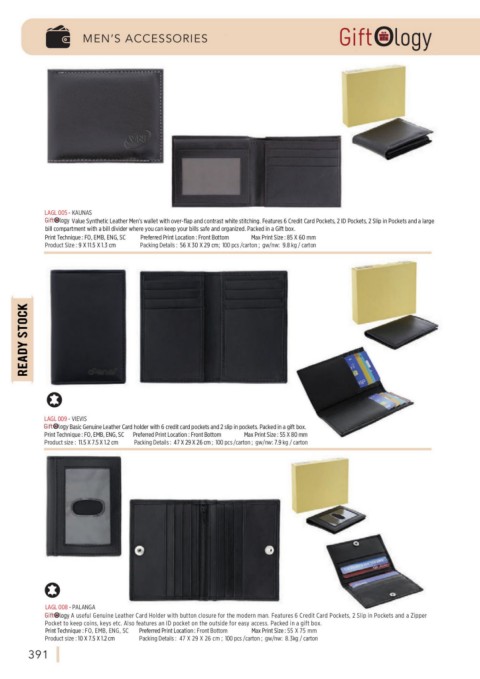 MEN'S ACCESSORIES
GiftOlogy
LAGL 005 - KAUNAS
GiftOlogy Value Synthetic Leather Men's wallet with over-flap and contrast white stitching. Features 6 Credit Card Pockets, 2 ID Pockets, 2 Slip in Pockets and a large
bill compartment with a bill divider where you can keep your bills safe and organized. Packed in a Gift box.
Print Technique : FO, EMB, ENG, SC Preferred Print Location : Front Bottom Max Print Size : 85 X 60 mm
Product Size : 9 X 11.5 X 1.3 cm Packing Details : 56 X 30 X 29 cm; 100 pcs /carton ; gw/nw: 9.8 kg / carton
READY STOCK
LAGL 009 - VIEVIS
GiftOlogy Basic Genuine Leather Card holder with 6 credit card pockets and 2 slip in pockets. Packed in a gift box.
Print Technique : FO, EMB, ENG, SC Preferred Print Location : Front Bottom Max Print Size : 55 X 80 mm
Product size : 11.5 X 7.5 X 1.2 cm Packing Details : 47 X 29 X 26 cm ; 100 pcs /carton ; gw/nw: 7.9 kg / carton
LAGL 008 - PALANGA
GiftOlogy A useful Genuine Leather Card Holder with button closure for the modern man. Features 6 Credit Card Pockets, 2 Slip in Pockets and a Zipper
Pocket to keep coins, keys etc. Also features an ID pocket on the outside for easy access. Packed in a gift box.
Print Technique : FO, EMB, ENG, SC Preferred Print Location : Front Bottom Max Print Size : 55 X 75 mm
Product size : 10 X 7.5 X 1.2 cm Packing Details : 47 X 29 X 26 cm ; 100 pcs /carton ; gw/nw: 8.3kg / carton
391